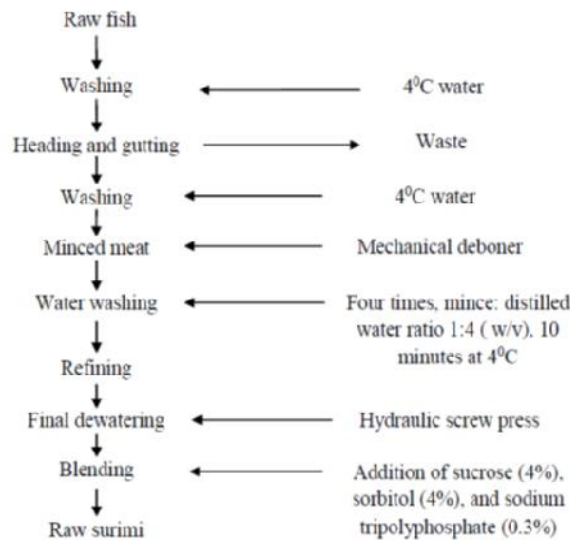 Raw fish
Washing
4⁰C water
Heading and gutting
Waste
Washing
4⁰C water
Minced meat
Mechanical deboner
Water washing
Four times, mince: distilled
water ratio 1:4 ( w/v). 10
minutes at 4⁰C
Refining
Final dewatering
Hydraulic screw press
Blending
Addition of sucrose (4%),
sorbitol (4%), and sodium
tripolyphosphate (0.3%)
Raw surimi